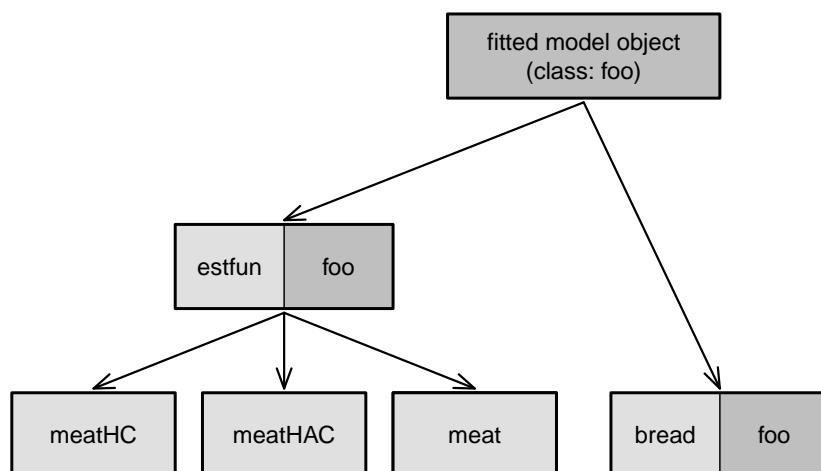 fitted model object
(class: foo)
estfun foo
meatHC meatHAC meat bread foo